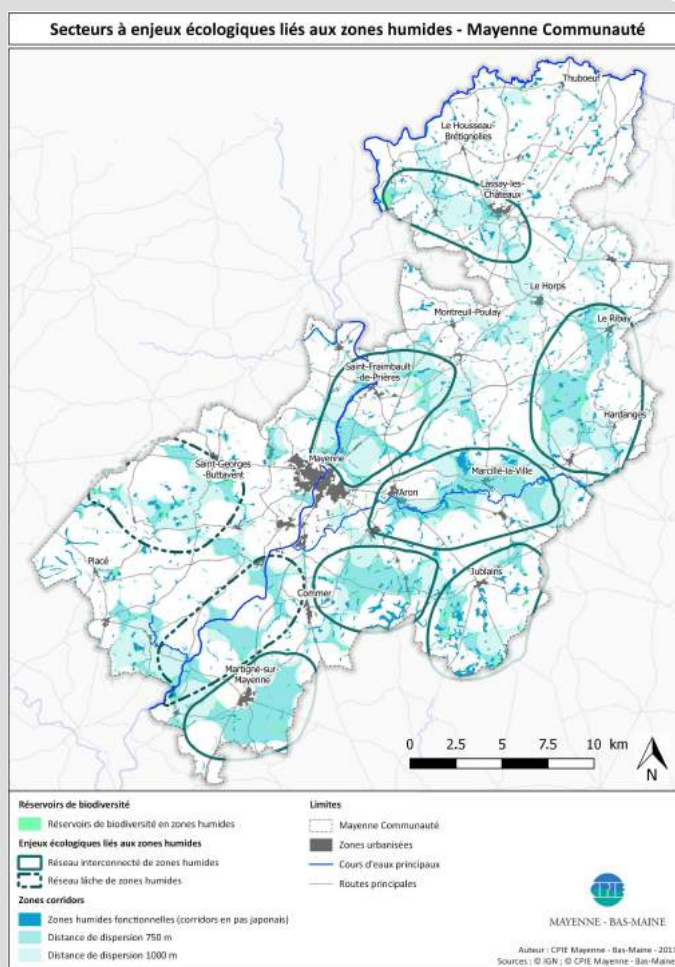 Secteurs à enjeux écologiques liés aux zones humides - Mayenne Communauté
Thuboeuf
Le Housseau-
Brétignolles
Lassay-les-
Châteaux
Le Horps
Montreuil-Poulay
Le Ribay
Saint-Fraimbault
-de-Prières
Hardanges
Mayenne
Saint-Georges-
Buttavent
Marcillé-la-Ville
Aron
Placé
Jublains
Commer
Martigné-sur-
Mayenne
0 2.5 5 7.5 10 km
N
Réservoirs de biodiversité
Réservoirs de biodiversité en zones humides
Enjeux écologiques liés aux zones humides
Réseau interconnecté de zones humides
Réseau lâche de zones humides
Zones corridors
Zones humides fonctionnelles (corridors en pas japonais)
Distance de dispersion 750 m
Distance de dispersion 1000 m
Limites
Mayenne Communauté
Zones urbanisées
Cours d'eaux principaux
Routes principales
CPIE
MAYENNE - BAS-MAINE
Auteur : CPIE Mayenne - Bas-Maine -
Sources : © IGN ; © CPIE Mayenne - Bas-Maine